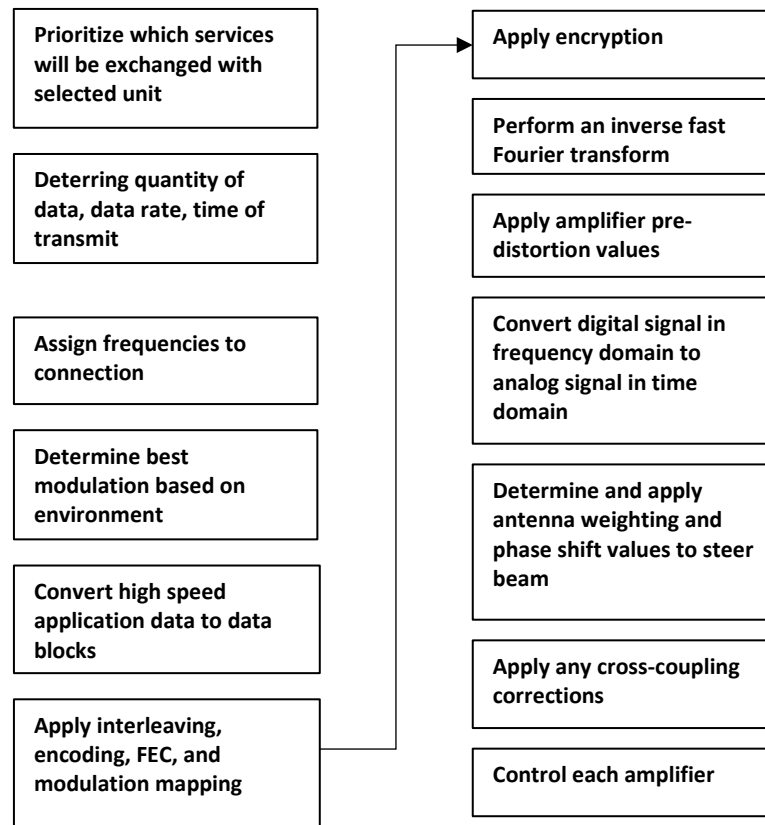 Prioritize which services
will be exchanged with
selected unit
Deterring quantity of
data, data rate, time of
transmit
Assign frequencies to
connection
Determine best
modulation based on
environment
Convert high speed
application data to data
blocks
Apply interleaving,
encoding, FEC, and
modulation mapping
Apply encryption
Perform an inverse fast
Fourier transform
Apply amplifier pre-
distortion values
Convert digital signal in
frequency domain to
analog signal in time
domain
Determine and apply
antenna weighting and
phase shift values to steer
beam
Apply any cross-coupling
corrections
Control each amplifier